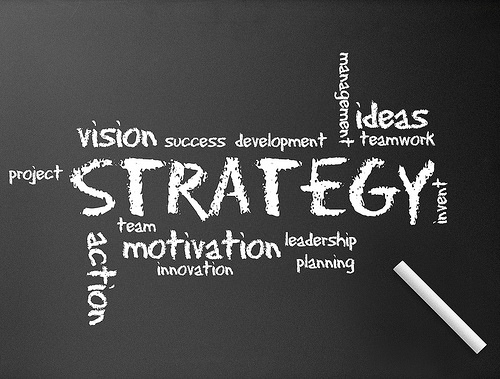 management
ideas
vision success development teamwork
project
STRATEGY
invent
team
action
motivation leadership
innovation planning